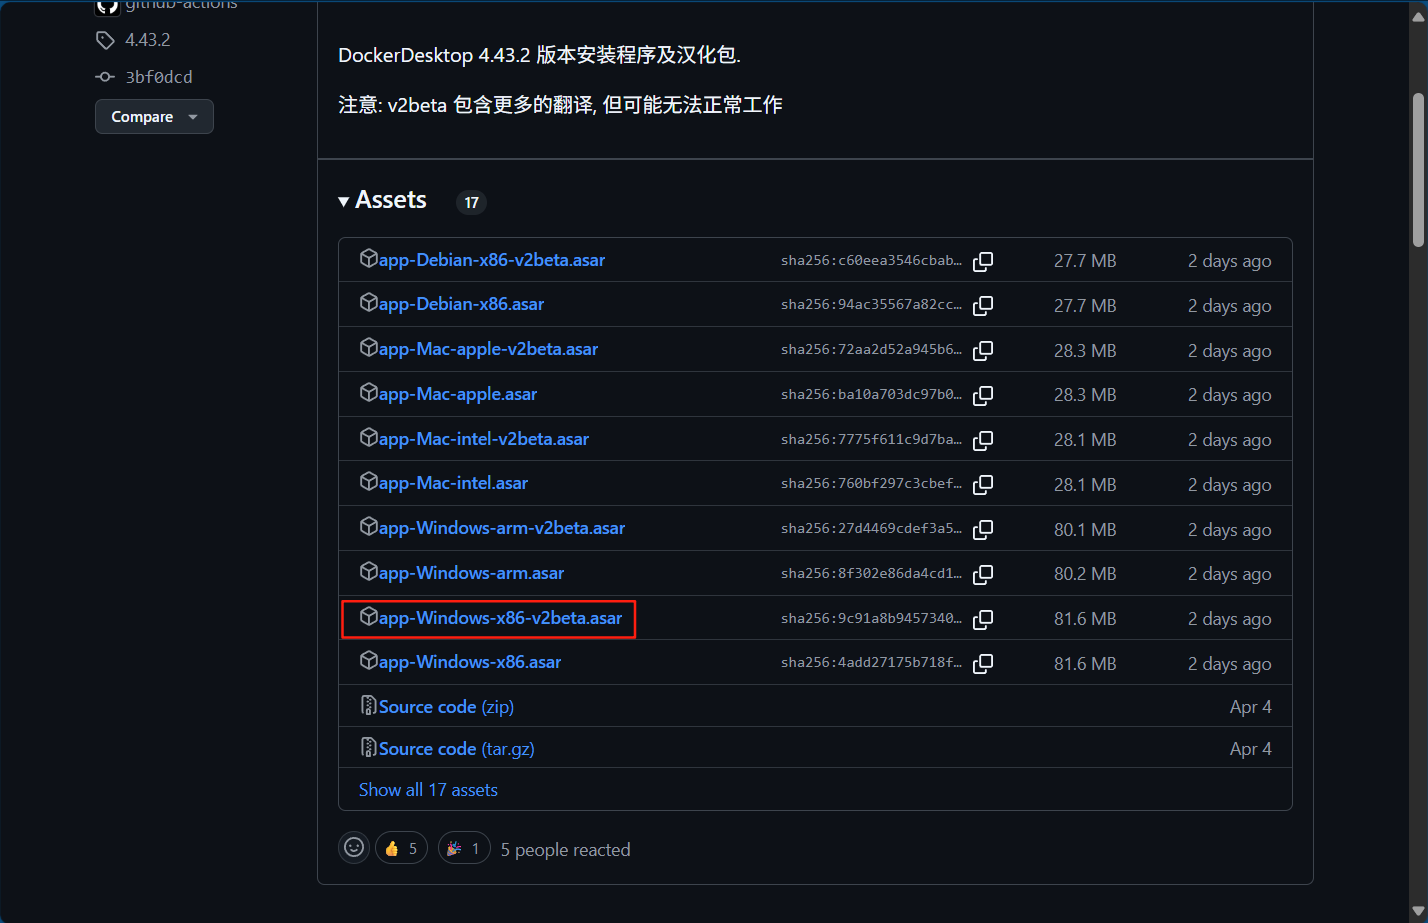 github-actions
4.43.2
3bf0dcd
Compare
DockerDesktop 4.43.2 版本安装程序及汉化包.
注意: v2beta 包含更多的翻译, 但可能无法正常工作
Assets 17
app-Debian-x86-v2beta.asar sha256:c60eea3546cbab… 27.7 MB 2 days ago
app-Debian-x86.asar sha256:94ac35567a82cc… 27.7 MB 2 days ago
app-Mac-apple-v2beta.asar sha256:72aa2d52a945b6… 28.3 MB 2 days ago
app-Mac-apple.asar sha256:ba10a703dc97b0… 28.3 MB 2 days ago
app-Mac-intel-v2beta.asar sha256:7775f611c9d7ba… 28.1 MB 2 days ago
app-Mac-intel.asar sha256:760bf297c3cbef… 28.1 MB 2 days ago
app-Windows-arm-v2beta.asar sha256:27d4469cdef3a5… 80.1 MB 2 days ago
app-Windows-arm.asar sha256:8f302e86da4cd1… 80.2 MB 2 days ago
app-Windows-x86-v2beta.asar sha256:9c91a8b9457340… 81.6 MB 2 days ago
app-Windows-x86.asar sha256:4add27175b718f… 81.6 MB 2 days ago
Source code (zip) Apr 4
Source code (tar.gz) Apr 4
Show all 17 assets
5 1 5 people reacted